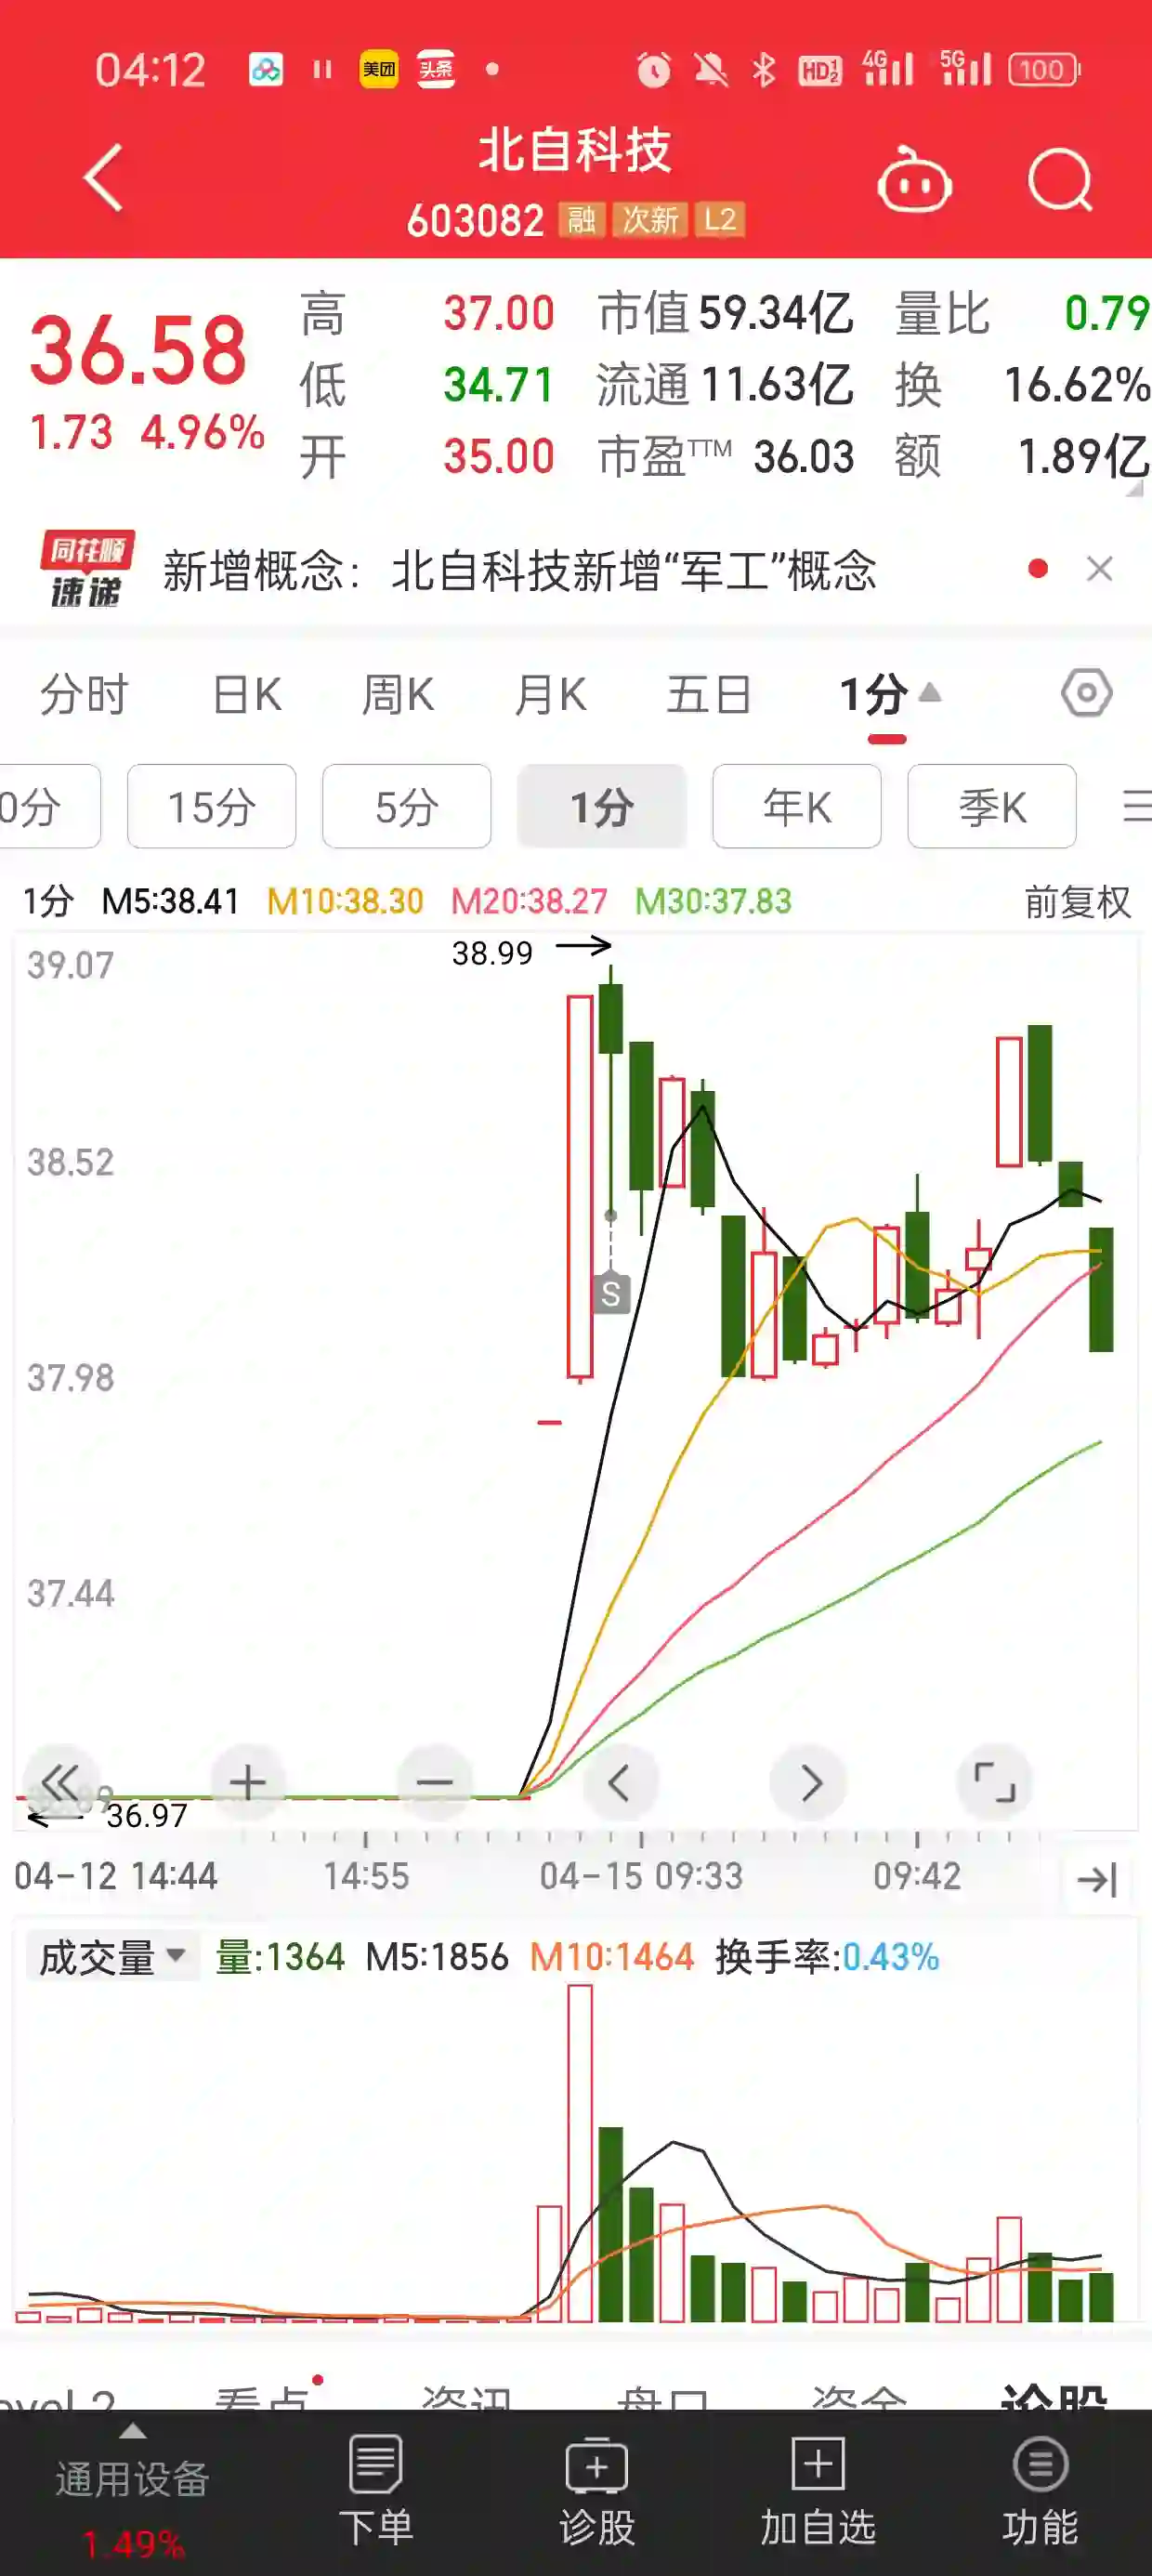 04:12 美团 头条 HD 1 2 4G 5G 100
北自科技
603082 融 次新 L2
36.58
1.73 4.96%
高 37.00 市值 59.34亿 量比 0.79
低 34.71 流通 11.63亿 换 16.62%
开 35.00 市盈TTM 36.03 额 1.89亿
同花顺
速递
新增概念：北自科技新增“军工”概念
分时 日K 周K 月K 五日 1分
0分 15分 5分 1分 年K 季K
1分 M5:38.41 M10:38.30 M20:38.27 M30:37.83 前复权
39.07
38.99
38.52
S
37.98
37.44
36.97
04-12 14:44 14:55 04-15 09:33 09:42
成交量 量:1364 M5:1856 M10:1464 换手率:0.43%
看点 资讯 盘口 资金 诊股
通用设备
1.49%
下单 诊股 加自选 功能